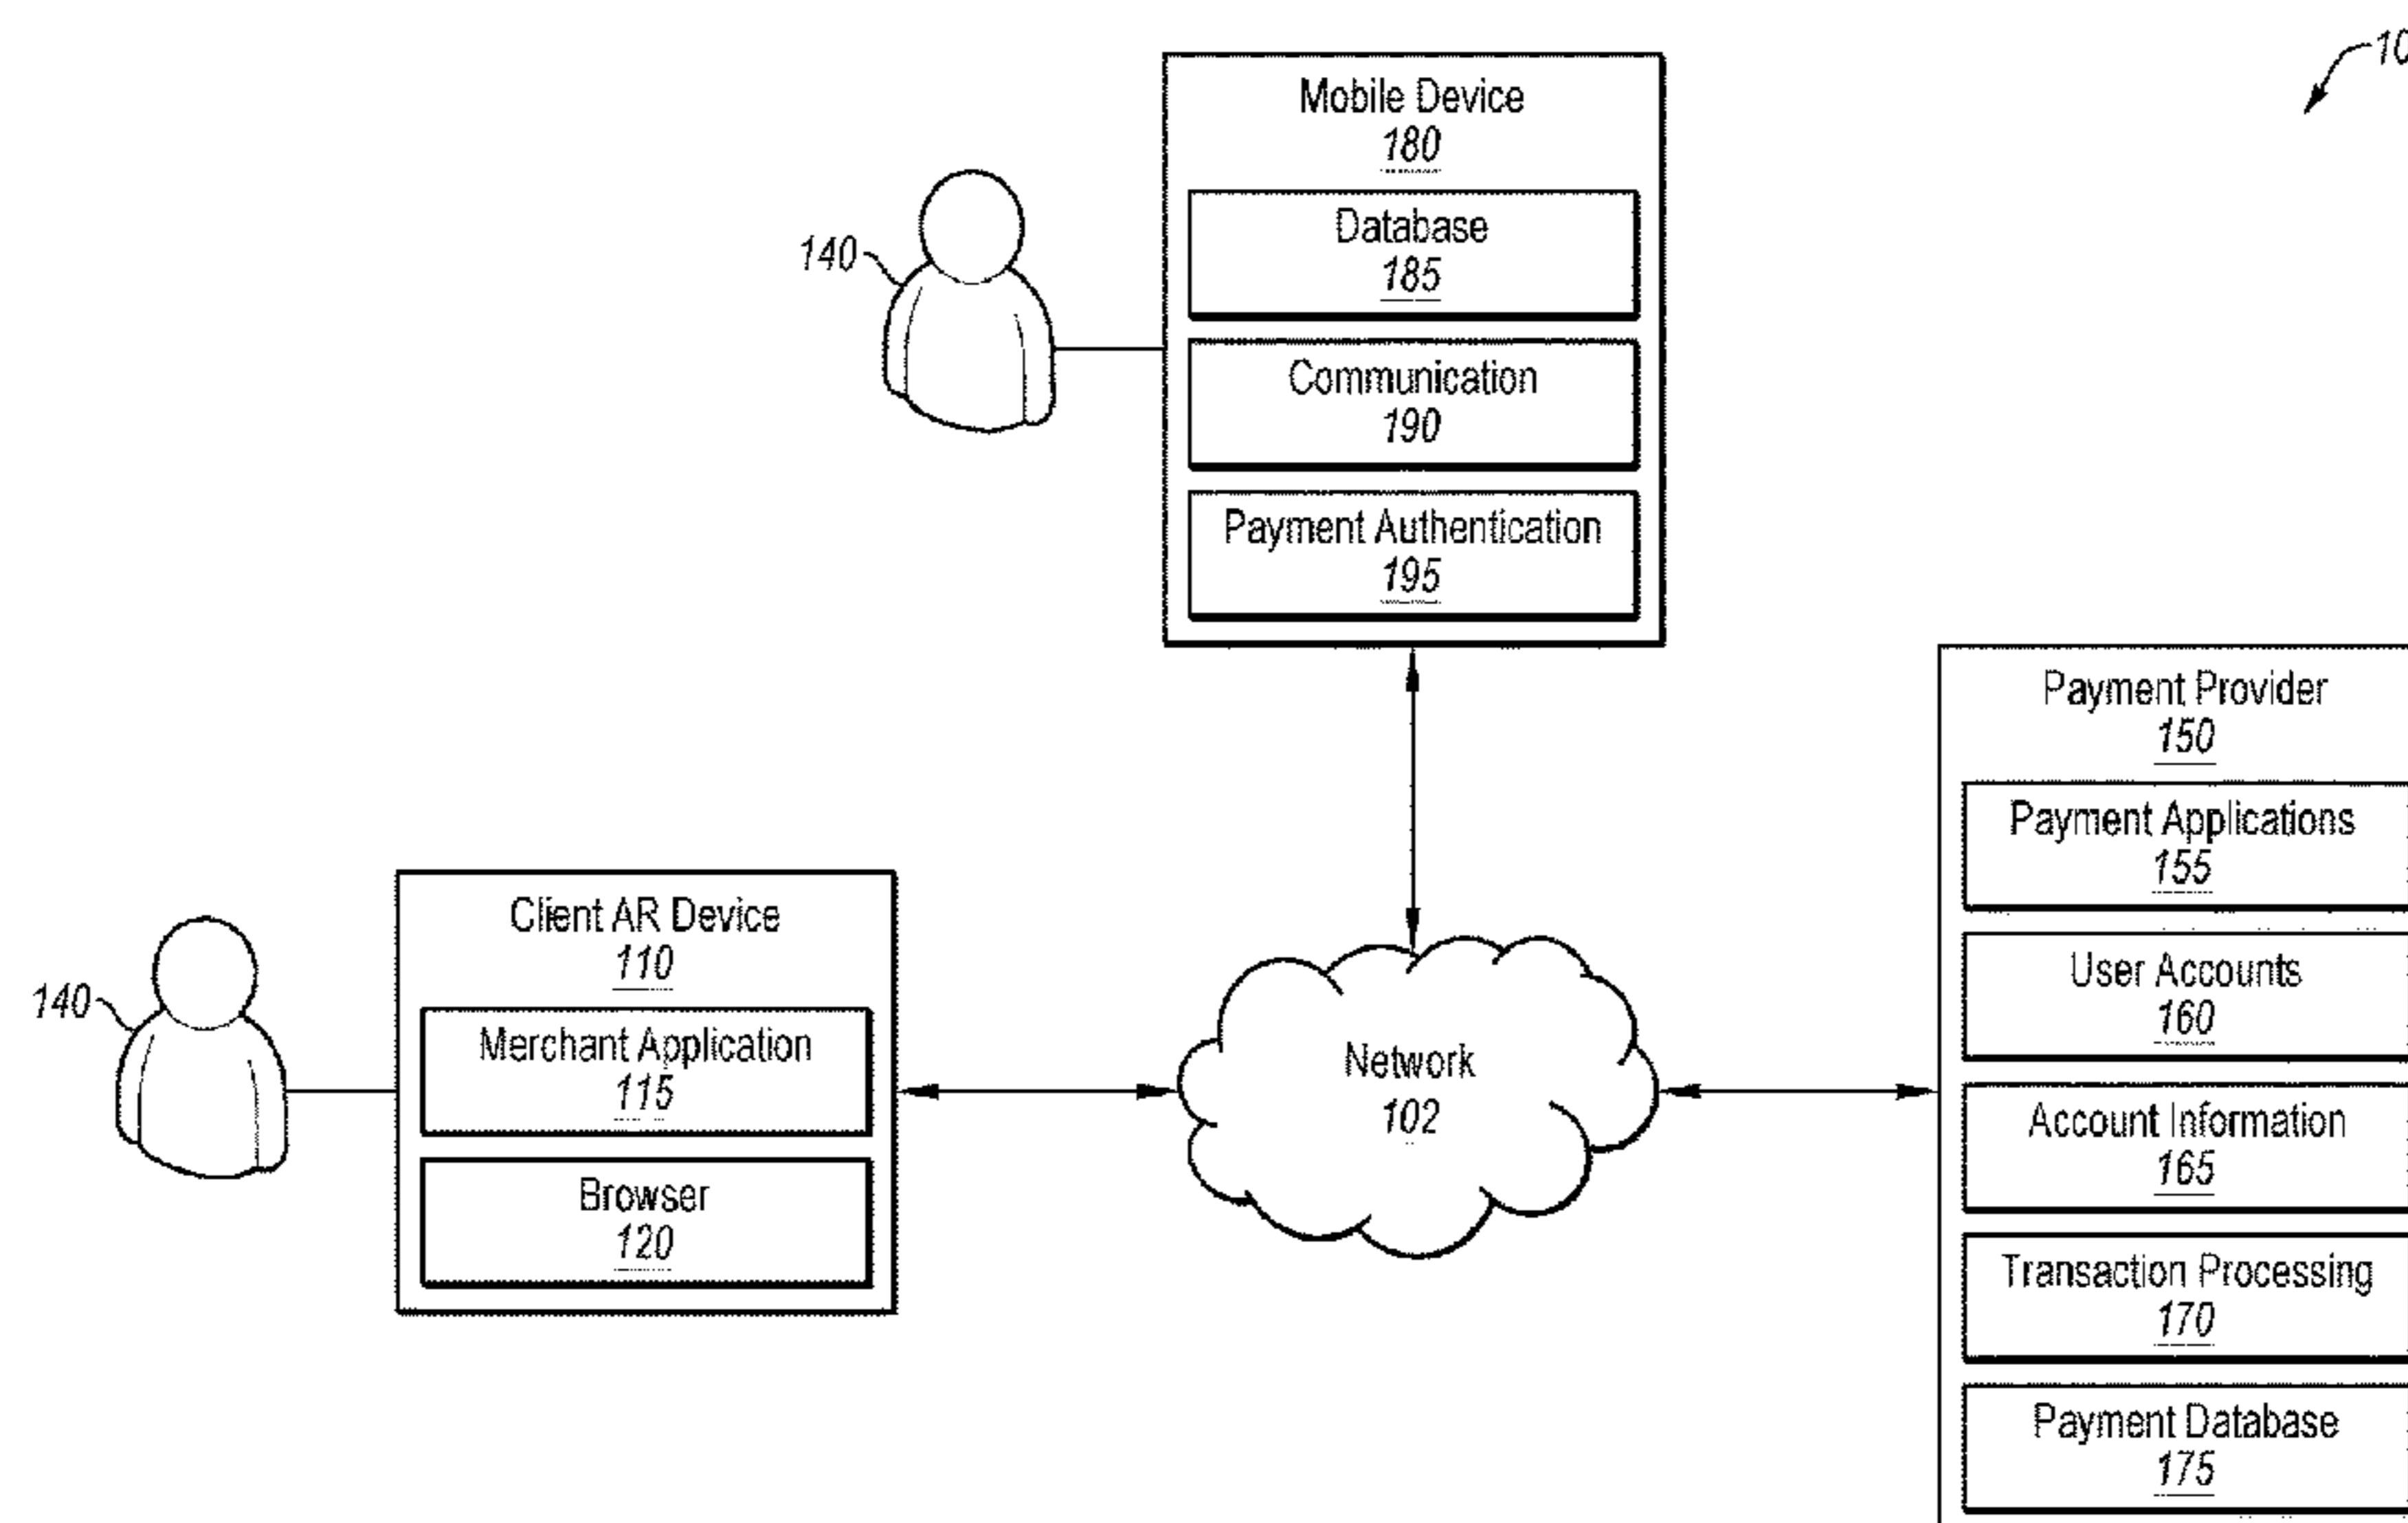 10
Mobile Device
180
Database
185
140
Communication
190
Payment Authentication
195
Payment Provider
150
Payment Applications
155
Client AR Device
110
User Accounts
160
140
Merchant Application
115
Network
102
Account Information
165
Browser
120
Transaction Processing
170
Payment Database
175